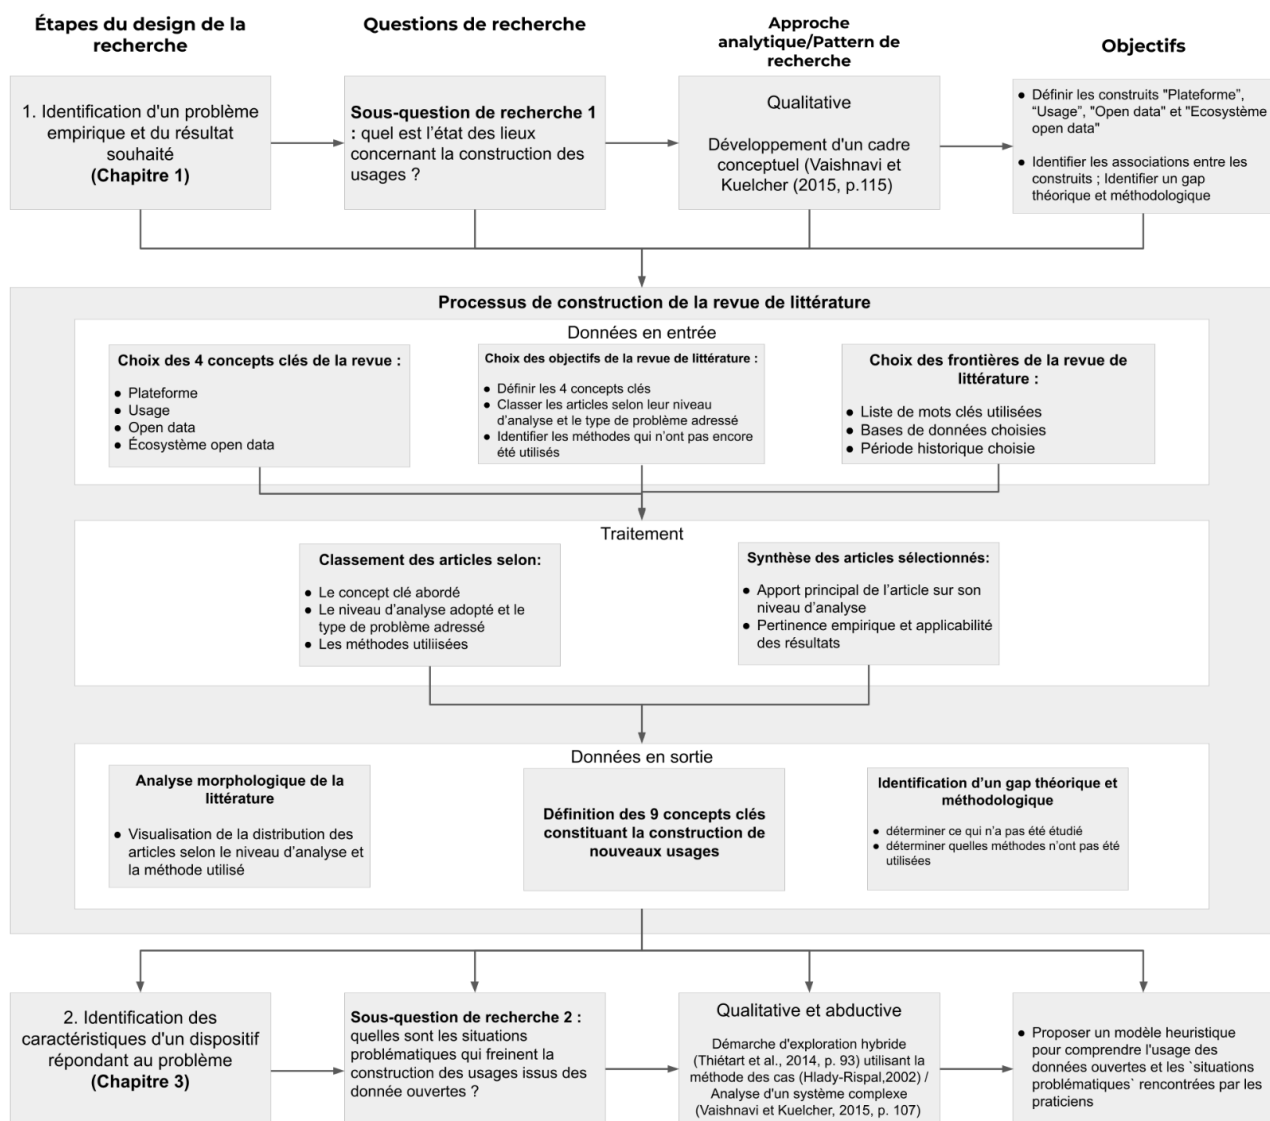 Étapes du design de la
recherche
Questions de recherche
Approche
analytique/Pattern de
recherche
Objectifs
1. Identification d'un problème
empirique et du résultat
souhaité
(Chapitre 1)
Sous-question de recherche 1
: quel est l'état des lieux
concernant la construction des
usages ?
Qualitative
Développement d'un cadre
conceptuel (Vaishnavi et
Kuelcher (2015, p.115)
● Définir les construits "Plateforme",
"Usage", "Open data" et "Ecosystème
open data"
● Identifier les associations entre les
construits ; Identifier un gap
théorique et méthodologique
Processus de construction de la revue de littérature
Données en entrée
Choix des 4 concepts clés de la revue :
● Plateforme
● Usage
● Open data
● Écosystème open data
Choix des objectifs de la revue de littérature :
● Définir les 4 concepts clés
● Classer les articles selon leur niveau
d'analyse et le type de problème adressé
● Identifier les méthodes qui n'ont pas encore
été utilisés
Choix des frontières de la revue de
littérature :
● Liste de mots clés utilisées
● Bases de données choisies
● Période historique choisie
Traitement
Classement des articles selon:
● Le concept clé abordé
● Le niveau d'analyse adopté et le
type de problème adressé
● Les méthodes utiliisées
Synthèse des articles sélectionnés:
● Apport principal de l'article sur son
niveau d'analyse
● Pertinence empirique et applicabilité
des résultats
Données en sortie
Analyse morphologique de la
littérature
● Visualisation de la distribution des
articles selon le niveau d'analyse et
la méthode utilisé
Définition des 9 concepts clés
constituant la construction de
nouveaux usages
Identification d'un gap théorique et
méthodologique
● déterminer ce qui n'a pas été étudié
● déterminer quelles méthodes n'ont pas été
utilisées
2. Identification des
caractéristiques d'un dispositif
répondant au problème
(Chapitre 3)
Sous-question de recherche 2 :
quelles sont les situations
problématiques qui freinent la
construction des usages issus des
donnée ouvertes ?
Qualitative et abductive
Démarche d'exploration hybride
(Thiétart et al., 2014, p. 93) utilisant la
méthode des cas (Hlady-Rispal,2002) /
Analyse d'un système complexe
(Vaishnavi et Kuelcher, 2015, p. 107)
● Proposer un modèle heuristique
pour comprendre l'usage des
données ouvertes et les `situations
problématiques` rencontrées par les
praticiens